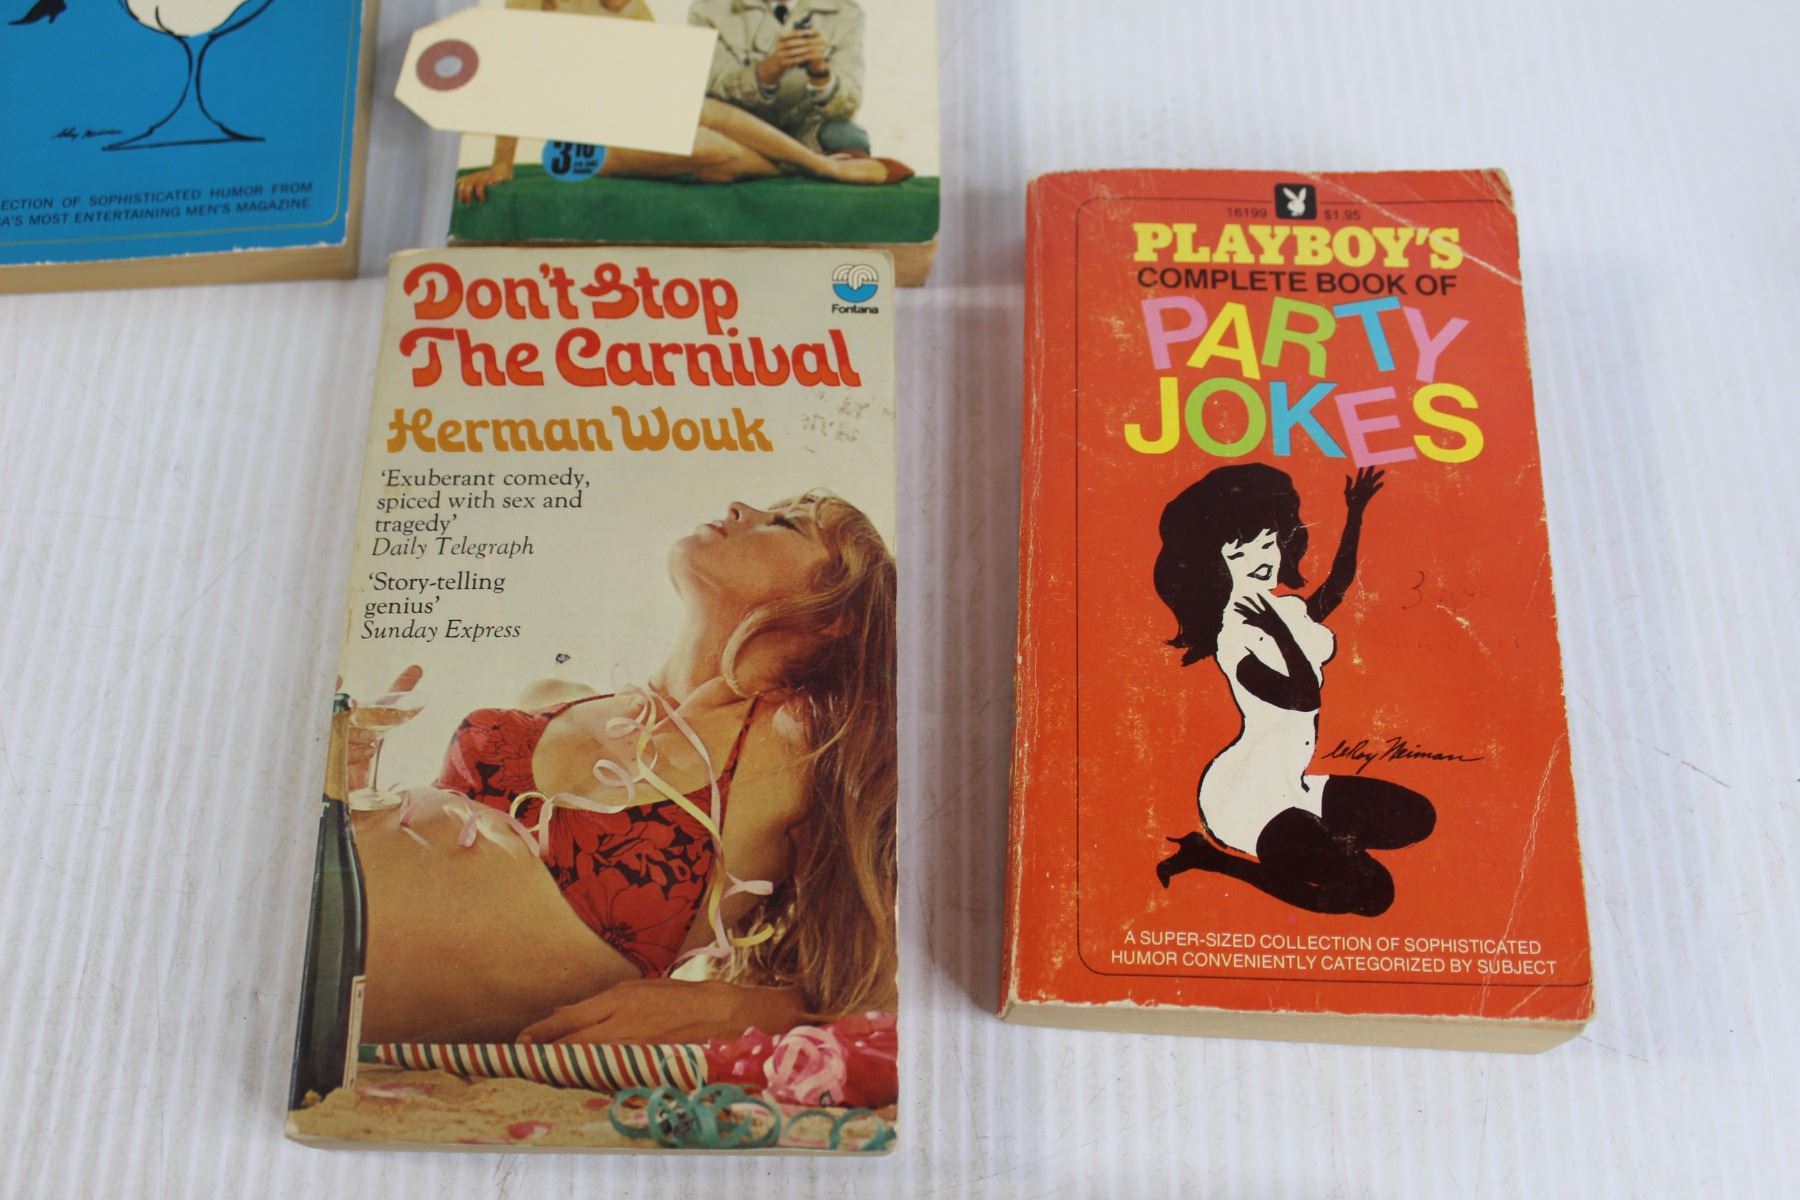 ECTION OF SOPHISTICATED HUMOR FROM
A'S MOST ENTERTAINING MEN'S MAGAZINE
3
Don't Stop
The Carnival
Fontana
Herman Wouk
'Exuberant comedy,
spiced with sex and
tragedy'
Daily Telegraph
'Story-telling
genius'
Sunday Express
16199 $1.95
PLAYBOY'S
COMPLETE BOOK OF
PARTY
JOKES
3
LeRoy Neiman
A SUPER-SIZED COLLECTION OF SOPHISTICATED
HUMOR CONVENIENTLY CATEGORIZED BY SUBJECT